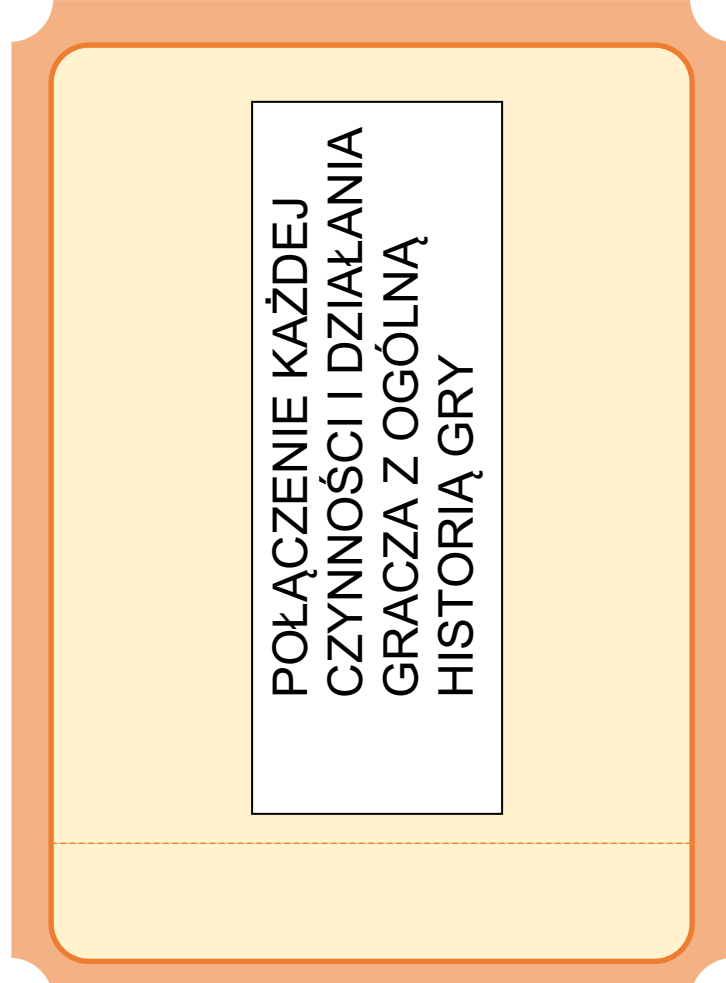 POŁĄCZENIE KAŻDEJ
CZYNNOŚCI I DZIAŁANIA
GRACZA Z OGÓLNĄ
HISTORIĄ GRY